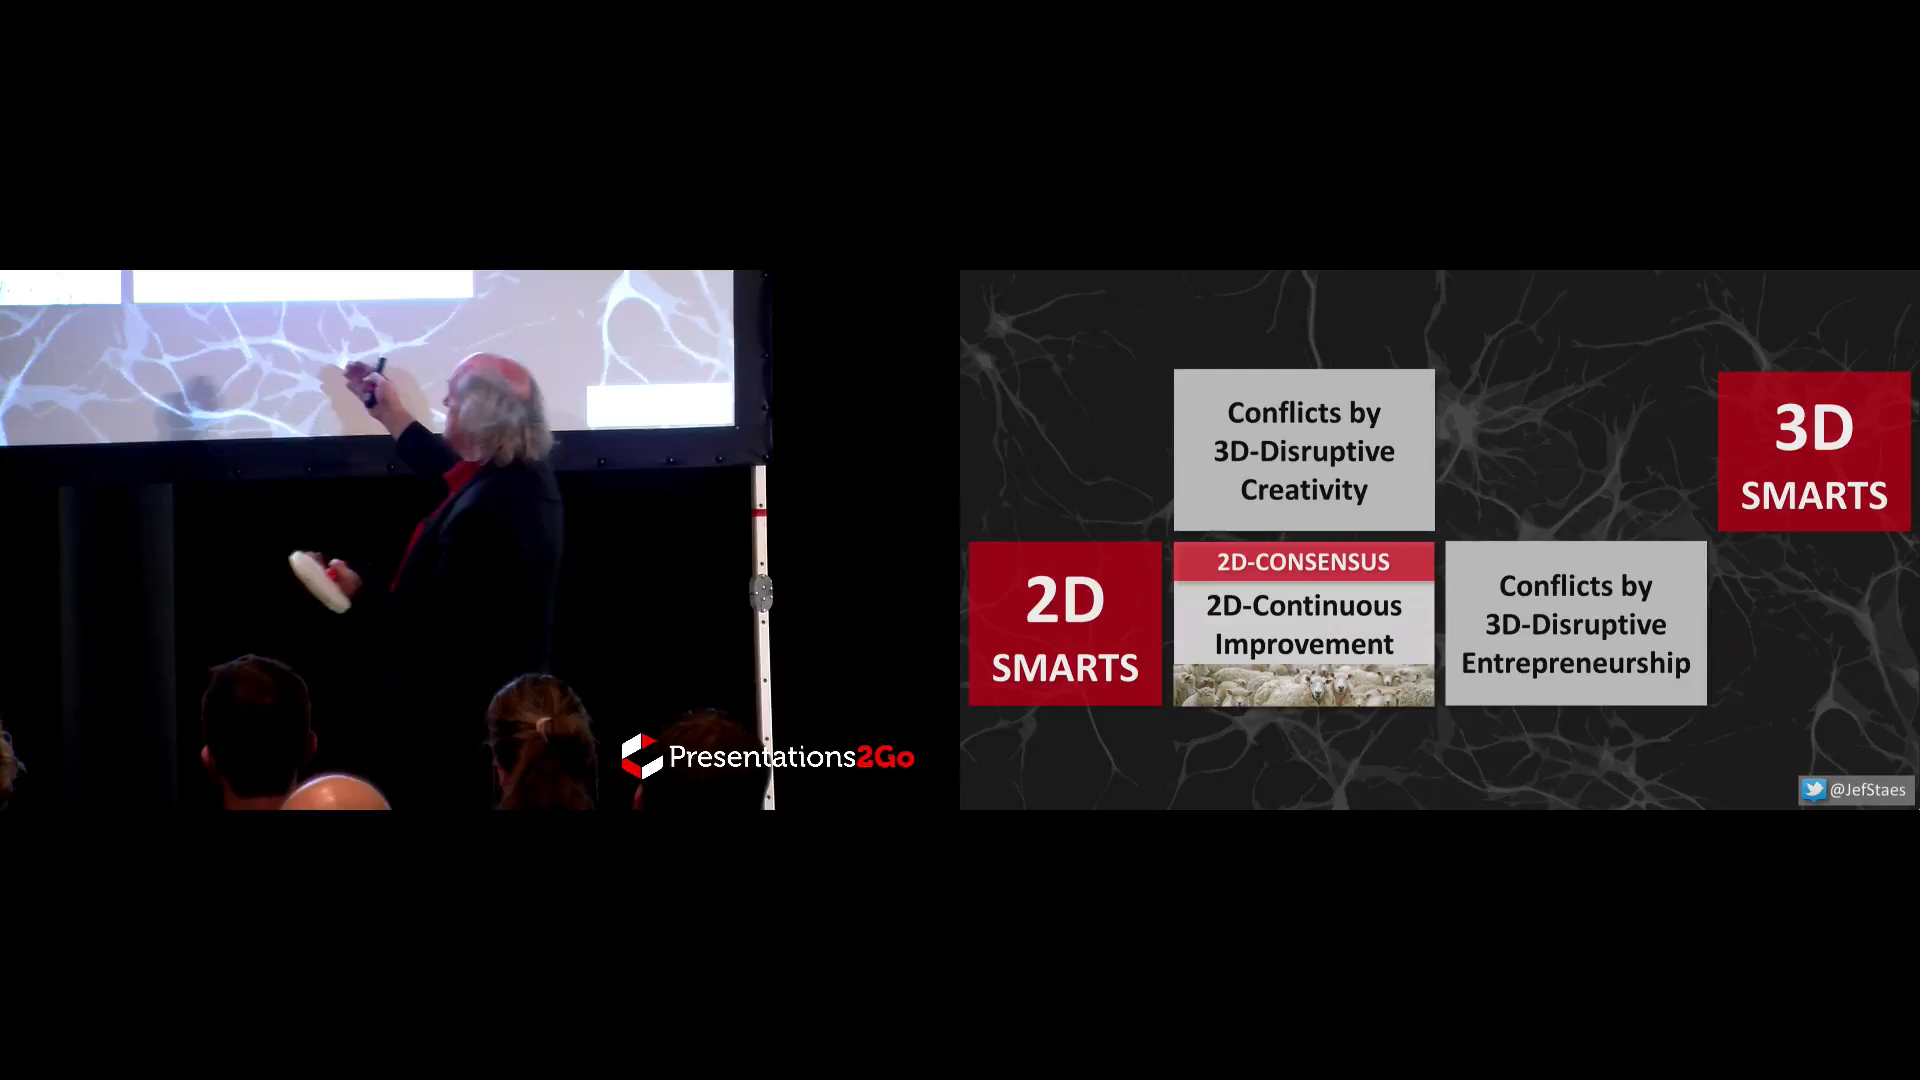 Conflicts by
3D-Disruptive
Creativity
3D
SMARTS
2D
SMARTS
2D-CONSENSUS
2D-Continuous
Improvement
Conflicts by
3D-Disruptive
Entrepreneurship
Presentations2Go
@JefStaes